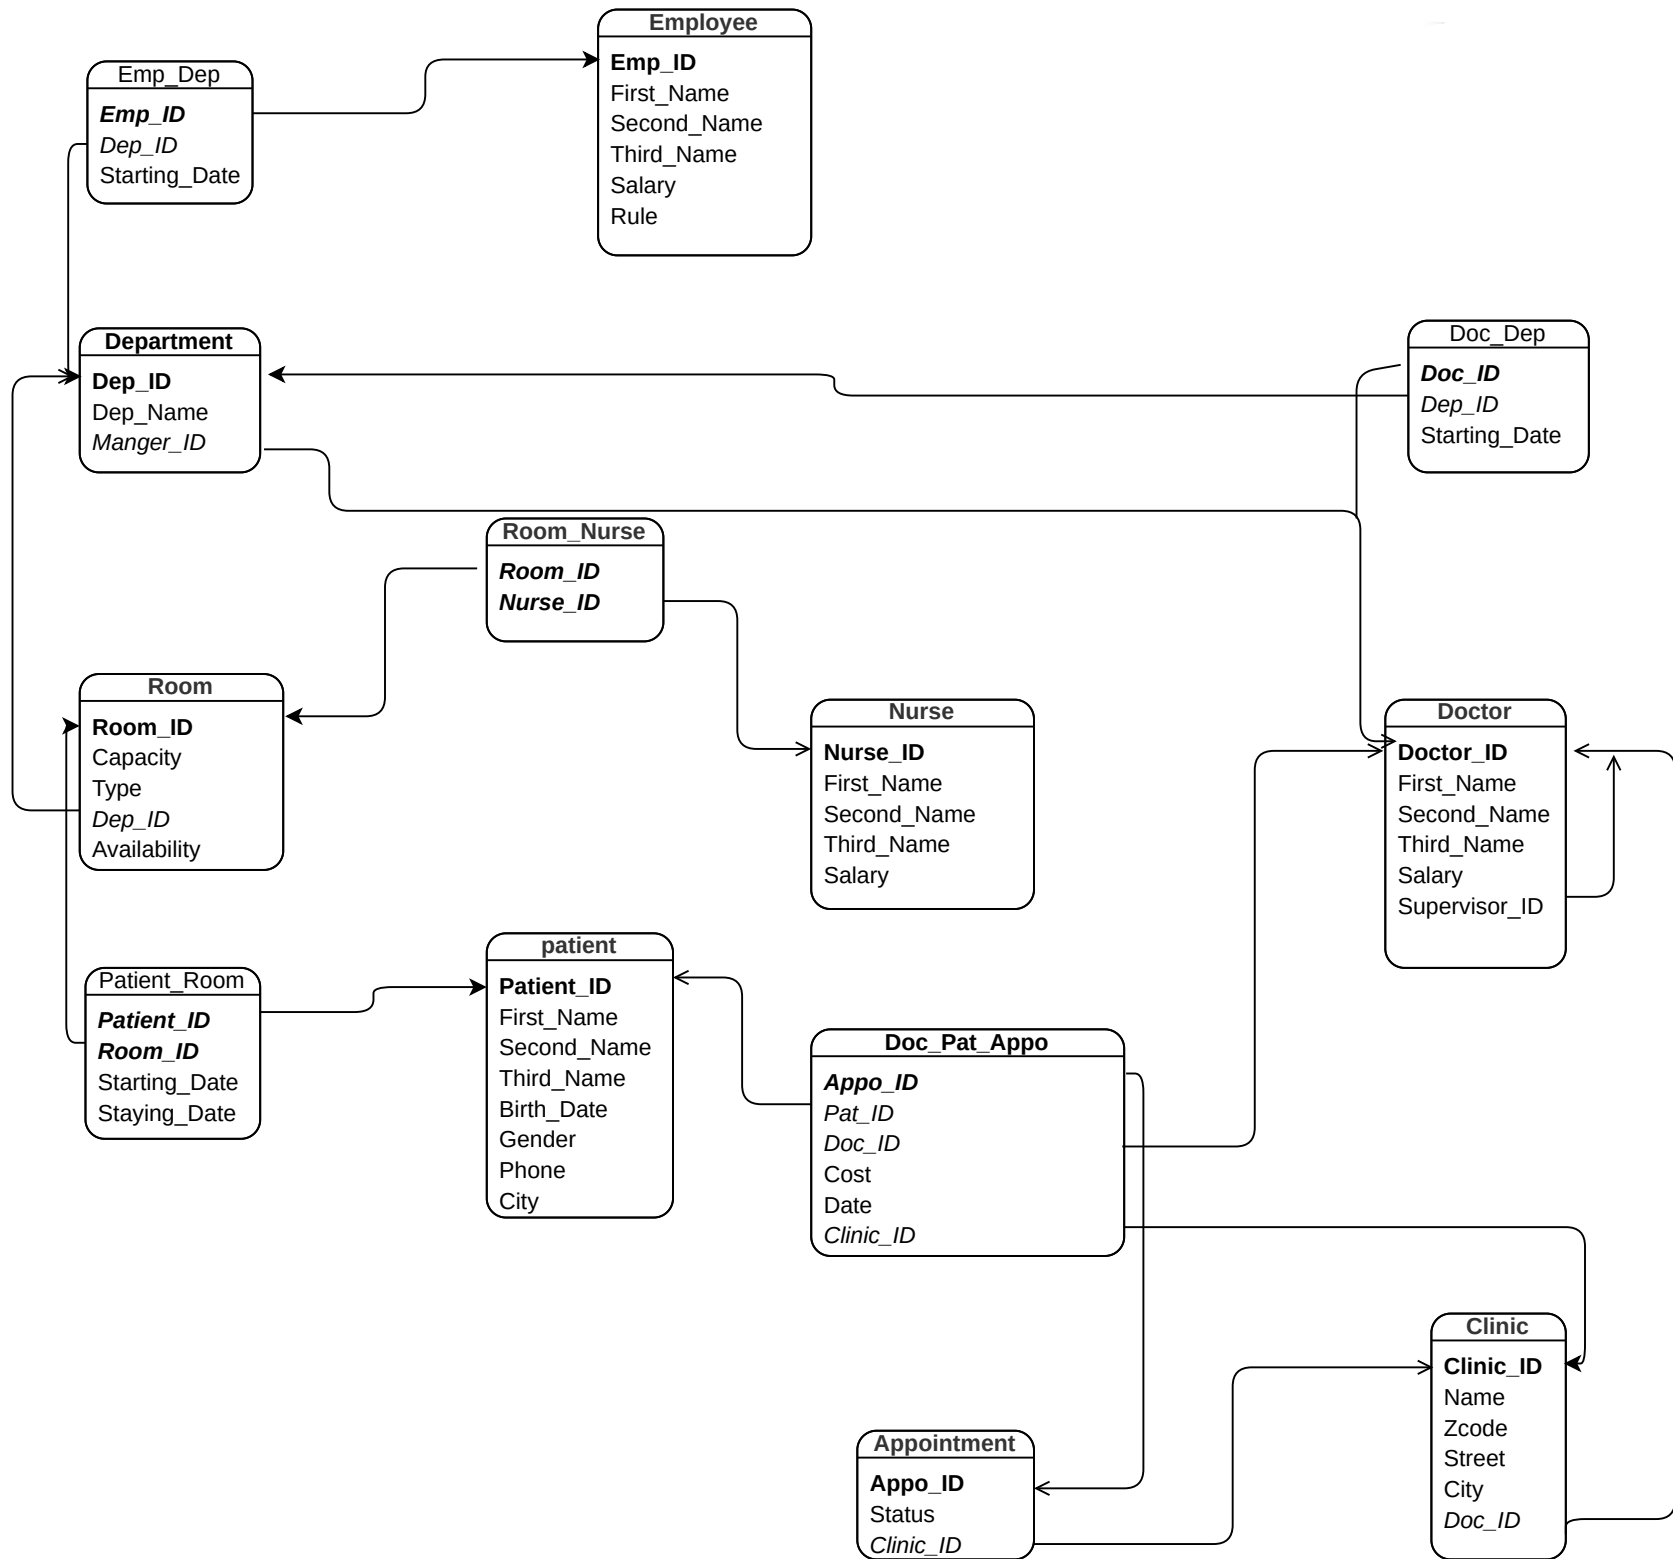 Employee
Emp_ID
First_Name
Second_Name
Third_Name
Salary
Rule
Emp_Dep
Emp_ID
Dep_ID
Starting_Date
Department
Dep_ID
Dep_Name
Manger_ID
Doc_Dep
Doc_ID
Dep_ID
Starting_Date
Room_Nurse
Room_ID
Nurse_ID
Room
Room_ID
Capacity
Type
Dep_ID
Availability
Nurse
Nurse_ID
First_Name
Second_Name
Third_Name
Salary
Doctor
Doctor_ID
First_Name
Second_Name
Third_Name
Salary
Supervisor_ID
Patient_Room
Patient_ID
Room_ID
Starting_Date
Staying_Date
patient
Patient_ID
First_Name
Second_Name
Third_Name
Birth_Date
Gender
Phone
City
Doc_Pat_Appo
Appo_ID
Pat_ID
Doc_ID
Cost
Date
Clinic_ID
Appointment
Appo_ID
Status
Clinic_ID
Clinic
Clinic_ID
Name
Zcode
Street
City
Doc_ID